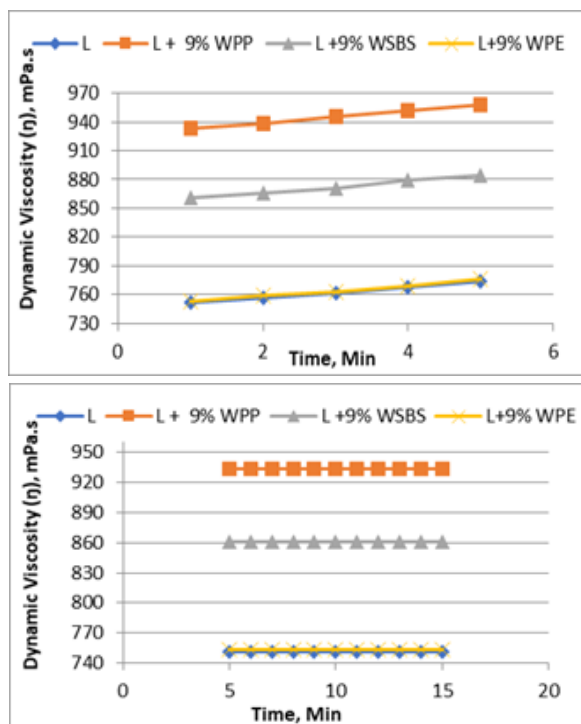 L L + 9% WPP L +9% WSBS L+9% WPE
Dynamic Viscosity (η), mPa.s
970
940
910
880
850
820
790
760
730
0 2 4 6
Time, Min
L L + 9% WPP L +9% WSBS L+9% WPE
Dynamic Viscosity (η), mPa.s
950
920
890
860
830
800
770
740
0 5 10 15 20
Time, Min